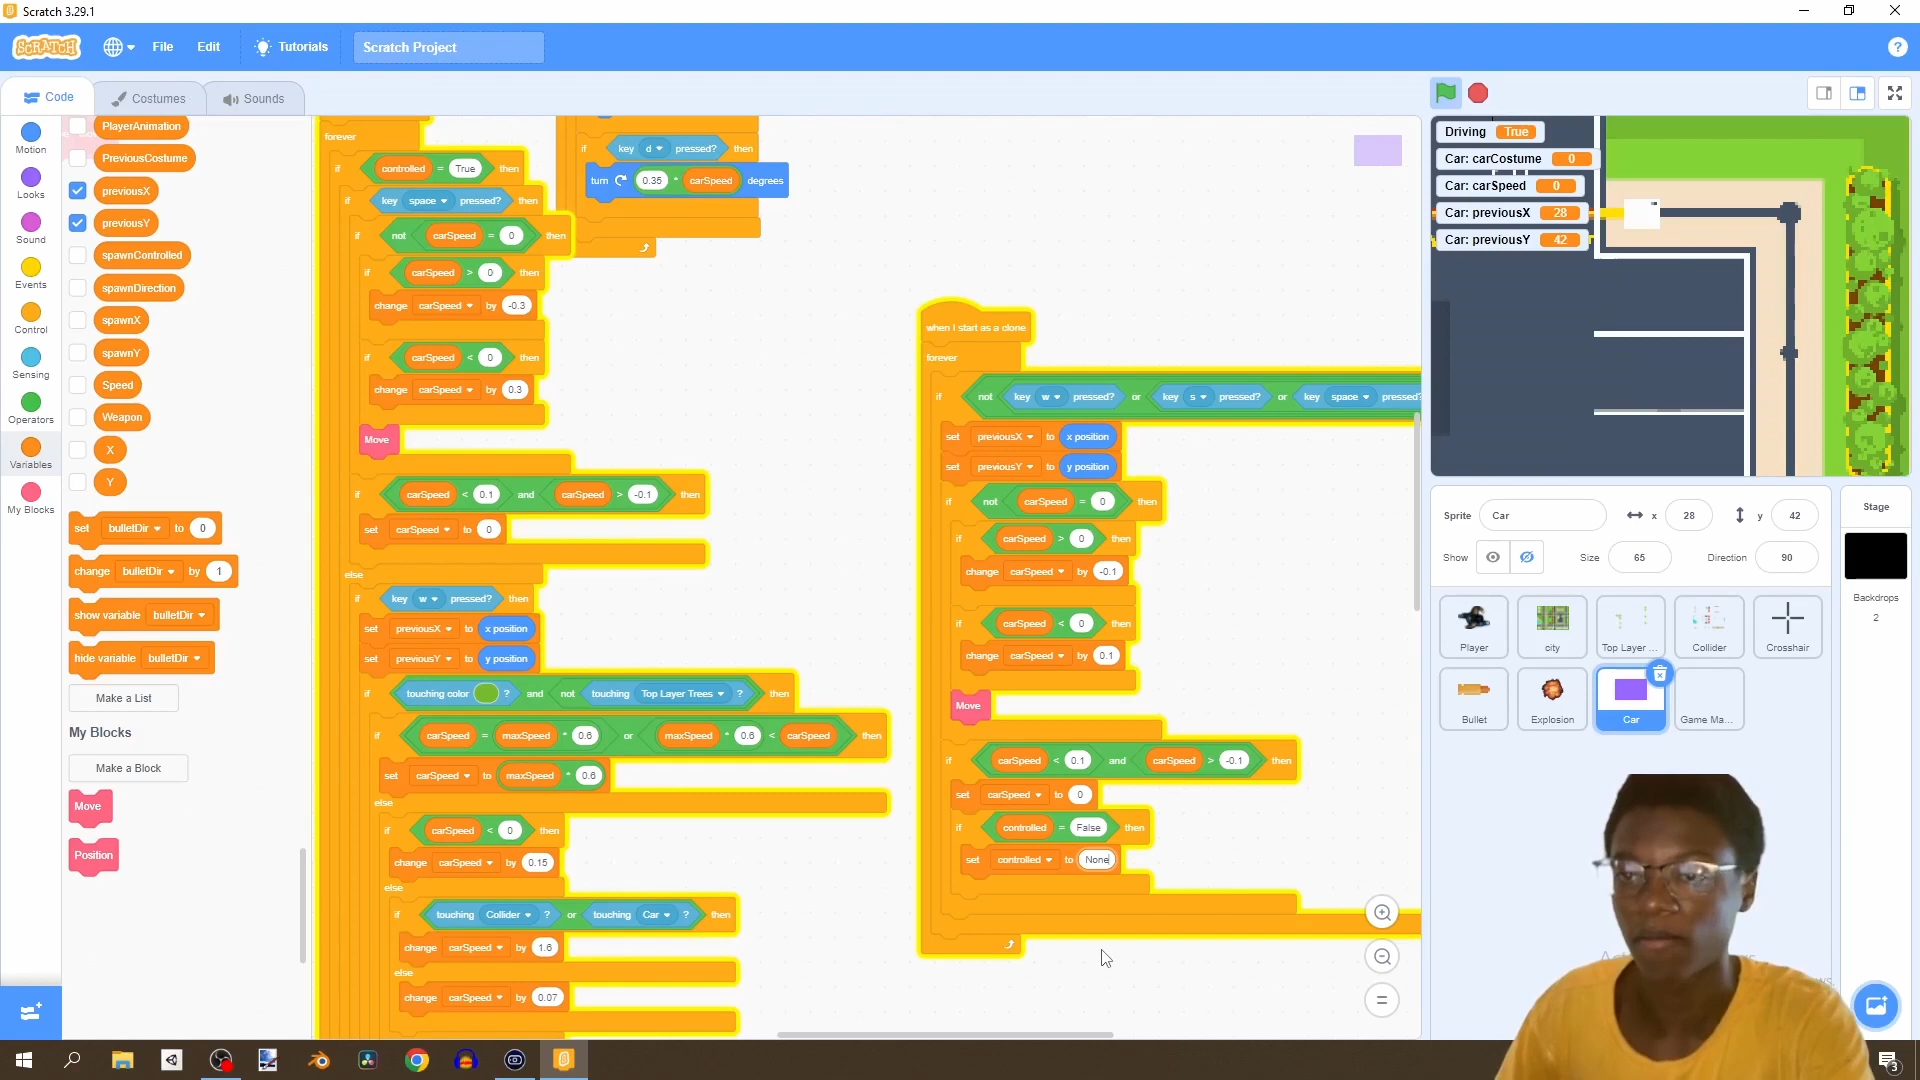 Scratch 3.29.1
SCRATCH
File
Edit
Tutorials
Scratch Project
Code
Costumes
Sounds
Motion
Looks
Sound
Events
Control
Sensing
Operators
Variables
My Blocks
PlayerAnimation
PreviousCostume
previousX
previousY
spawnControlled
spawnDirection
spawnX
spawnY
Speed
Weapon
X
Y
set bulletDir to 0
change bulletDir by 1
show variable bulletDir
hide variable bulletDir
Make a List
My Blocks
Make a Block
Move
Position
forever
if controlled = True then
if key space pressed? then
if not carSpeed = 0 then
if carSpeed > 0 then
change carSpeed by -0.3
if carSpeed < 0 then
change carSpeed by 0.3
Move
if carSpeed < 0.1 and carSpeed > -0.1 then
set carSpeed to 0
else
if key w pressed? then
set previousX to x position
set previousY to y position
if touching color ? and not touching Top Layer Trees ? then
if carSpeed = maxSpeed * 0.6 or maxSpeed * 0.6 < carSpeed then
set carSpeed to maxSpeed * 0.6
else
if carSpeed < 0 then
change carSpeed by 0.15
else
if touching Collider ? or touching Car ? then
change carSpeed by 1.6
else
change carSpeed by 0.07
if key d pressed? then
turn 0.35 * carSpeed degrees
when I start as a clone
forever
if not key w pressed? or key s pressed? or key space pressed?
set previousX to x position
set previousY to y position
if not carSpeed = 0 then
if carSpeed > 0 then
change carSpeed by -0.1
if carSpeed < 0 then
change carSpeed by 0.1
Move
if carSpeed < 0.1 and carSpeed > -0.1 then
set carSpeed to 0
if controlled = False then
set controlled to None
Driving True
Car: carCostume 0
Car: carSpeed 0
Car: previousX 28
Car: previousY 42
Sprite Car x 28 y 42
Show Size 65 Direction 90
Player
city
Top Layer ...
Collider
Crosshair
Bullet
Explosion
Car
Game Ma...
Stage
Backdrops
2
3